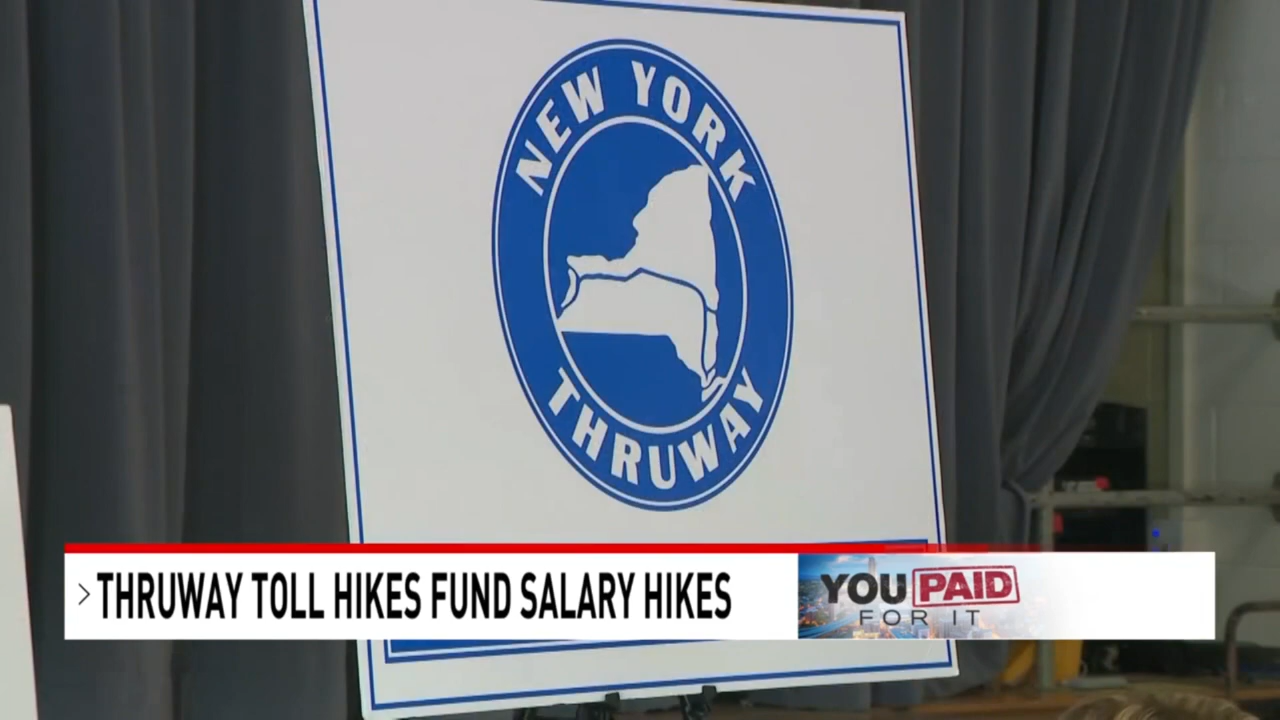 NEW YORK
THRUWAY
> THRUWAY TOLL HIKES FUND SALARY HIKES
YOU PAID
FOR IT